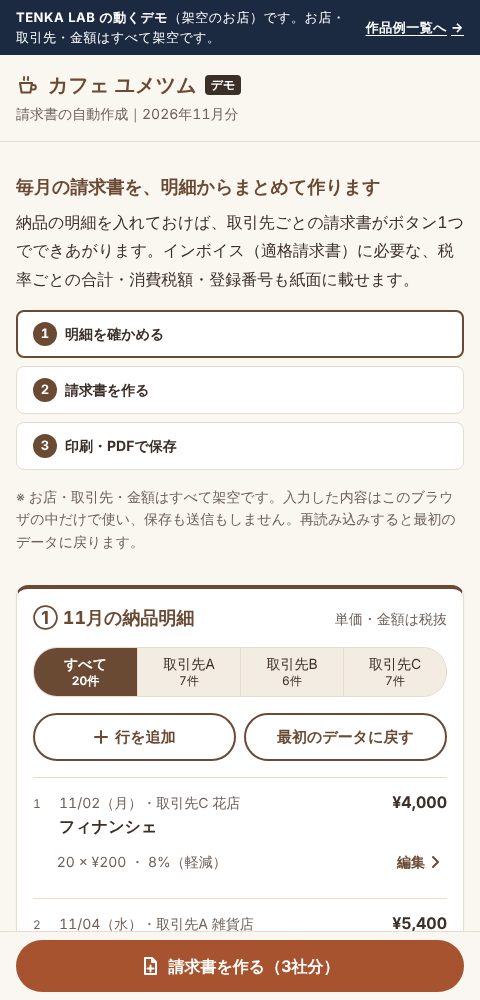 TENKA LAB の動くデモ（架空のお店）です。お店・
取引先・金額はすべて架空です。
作品例一覧へ →
カフェ ユメツム デモ
請求書の自動作成｜2026年11月分
毎月の請求書を、明細からまとめて作ります
納品の明細を入れておけば、取引先ごとの請求書がボタン1つ
でできあがります。インボイス（適格請求書）に必要な、税
率ごとの合計・消費税額・登録番号も紙面に載せます。
1 明細を確かめる
2 請求書を作る
3 印刷・PDFで保存
※ お店・取引先・金額はすべて架空です。入力した内容はこのブラウ
ザの中だけで使い、保存も送信もしません。再読み込みすると最初の
データに戻ります。
① 11月の納品明細 単価・金額は税抜
すべて 取引先A 取引先B 取引先C
20件 7件 6件 7件
＋ 行を追加 最初のデータに戻す
1 11/02（月）・取引先C 花店 ¥4,000
フィナンシェ
20 × ¥200 ・ 8%（軽減） 編集
2 11/04（水）・取引先A 雑貨店 ¥5,400
請求書を作る（3社分）